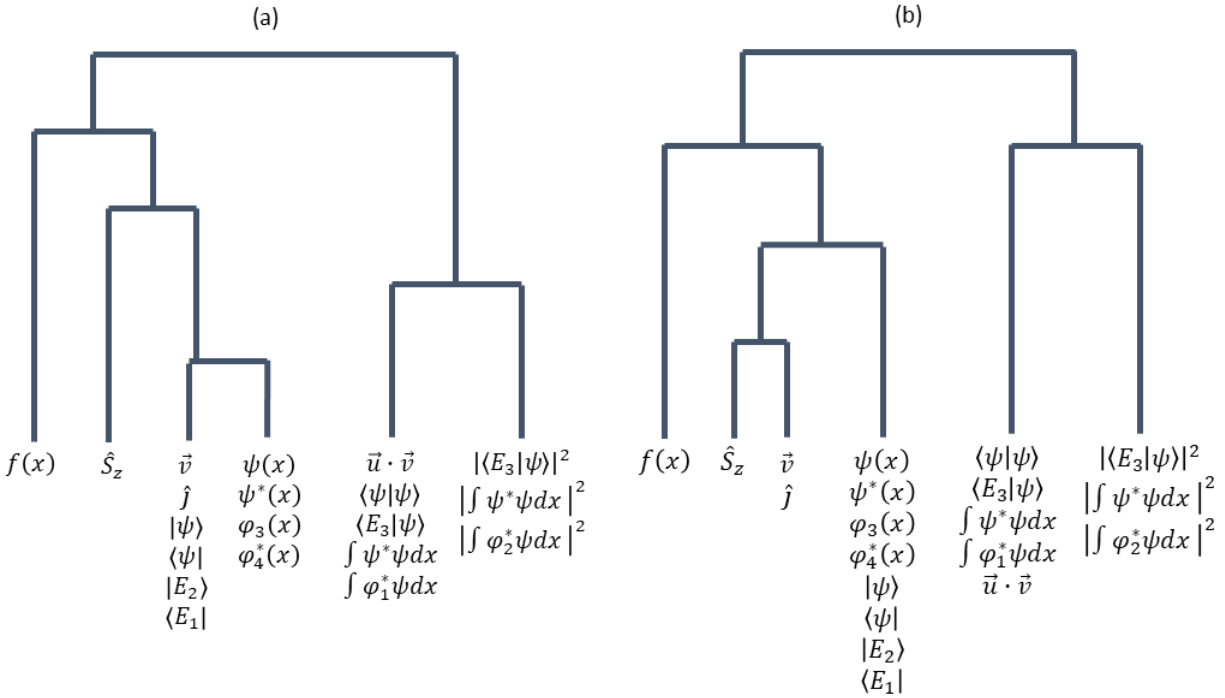 (a)
f(x)
Ŝ_z
v⃗
ĵ
|ψ⟩
⟨ψ|
|E₂⟩
⟨E₁|
ψ(x)
ψ*(x)
φ₃(x)
φ₄*(x)
u⃗ · v⃗
⟨ψ|ψ⟩
⟨E₃|ψ⟩
∫ ψ*ψdx
∫ φ₁*ψdx
|⟨E₃|ψ⟩|²
|∫ ψ*ψdx|²
|∫ φ₂*ψdx|²
(b)
f(x)
Ŝ_z
v⃗
ĵ
ψ(x)
ψ*(x)
φ₃(x)
φ₄*(x)
|ψ⟩
⟨ψ|
|E₂⟩
⟨E₁|
⟨ψ|ψ⟩
⟨E₃|ψ⟩
∫ ψ*ψdx
∫ φ₁*ψdx
u⃗ · v⃗
|⟨E₃|ψ⟩|²
|∫ ψ*ψdx|²
|∫ φ₂*ψdx|²